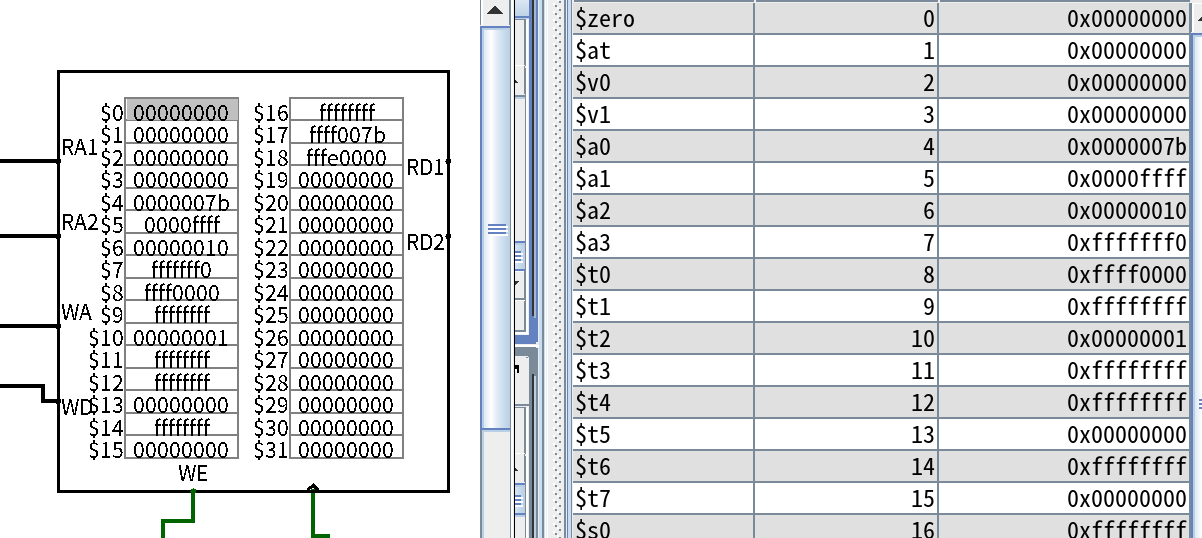 $0 00000000 $16 ffffffff
$1 00000000 $17 ffff007b
RA1
$2 00000000 $18 fffe0000
RD1
$3 00000000 $19 00000000
$4 0000007b $20 00000000
RA2
$5 0000ffff $21 00000000
$6 00000010 $22 00000000
RD2
$7 fffffff0 $23 00000000
$8 ffff0000 $24 00000000
WA
$9 ffffffff $25 00000000
$10 00000001 $26 00000000
$11 ffffffff $27 00000000
$12 ffffffff $28 00000000
WD
$13 00000000 $29 00000000
$14 ffffffff $30 00000000
$15 00000000 $31 00000000
WE
$zero 0 0x00000000
$at 1 0x00000000
$v0 2 0x00000000
$v1 3 0x00000000
$a0 4 0x0000007b
$a1 5 0x0000ffff
$a2 6 0x00000010
$a3 7 0xfffffff0
$t0 8 0xffff0000
$t1 9 0xffffffff
$t2 10 0x00000001
$t3 11 0xffffffff
$t4 12 0xffffffff
$t5 13 0x00000000
$t6 14 0xffffffff
$t7 15 0x00000000
$s0 16 0xffffffff